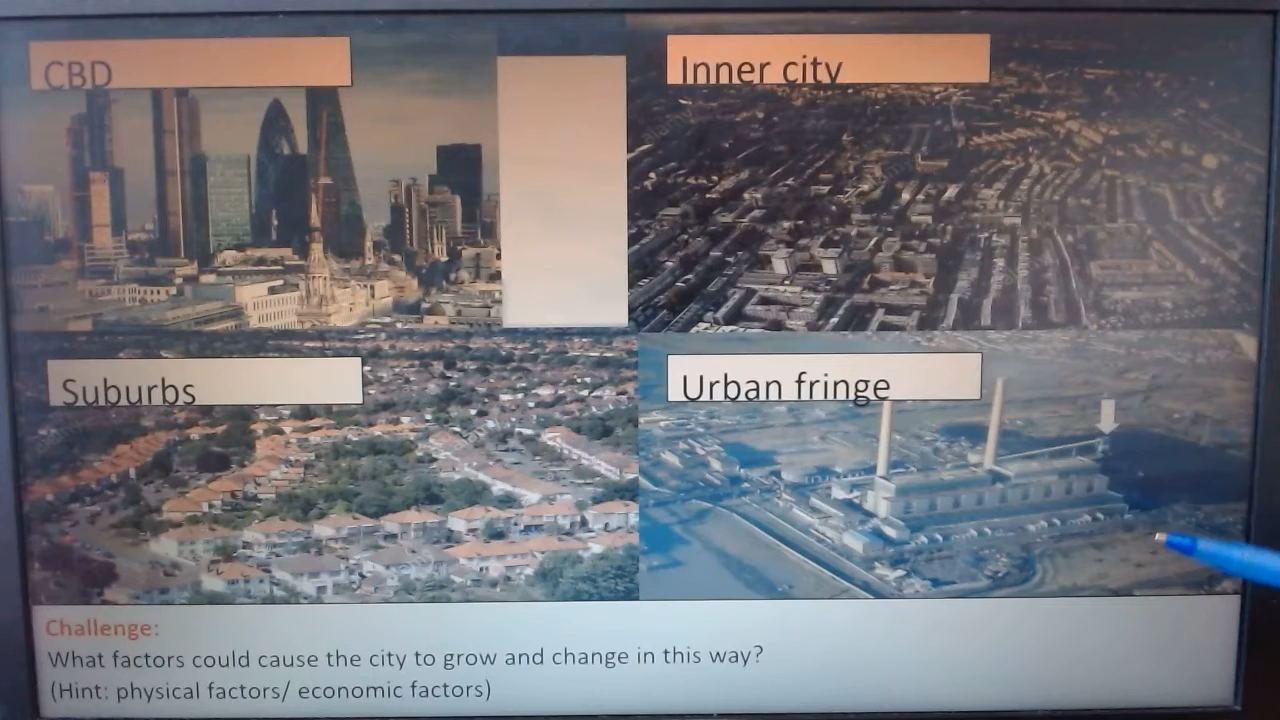 CBD
Inner city
Suburbs
Urban fringe
Challenge:
What factors could cause the city to grow and change in this way?
(Hint: physical factors/ economic factors)